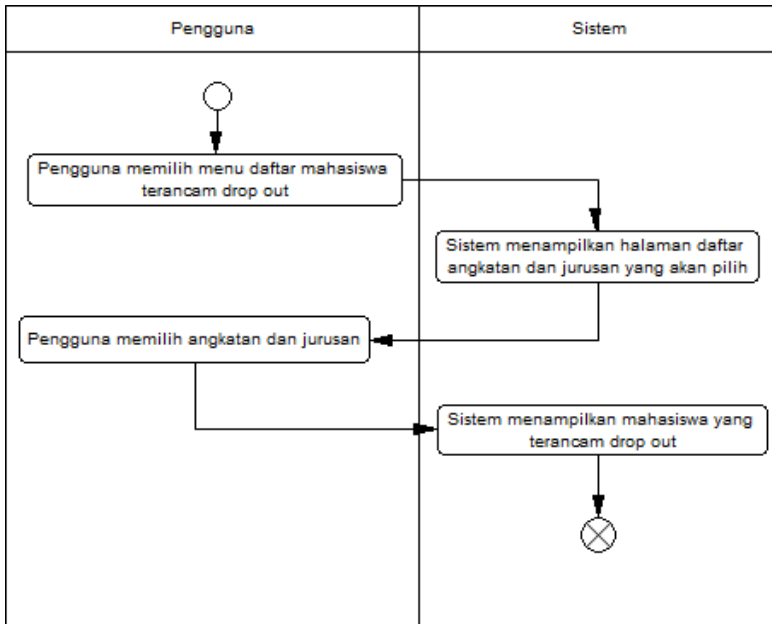 Pengguna
Sistem
Pengguna memilih menu daftar mahasiswa
terancam drop out
Sistem menampilkan halaman daftar
angkatan dan jurusan yang akan pilih
Pengguna memilih angkatan dan jurusan
Sistem menampilkan mahasiswa yang
terancam drop out